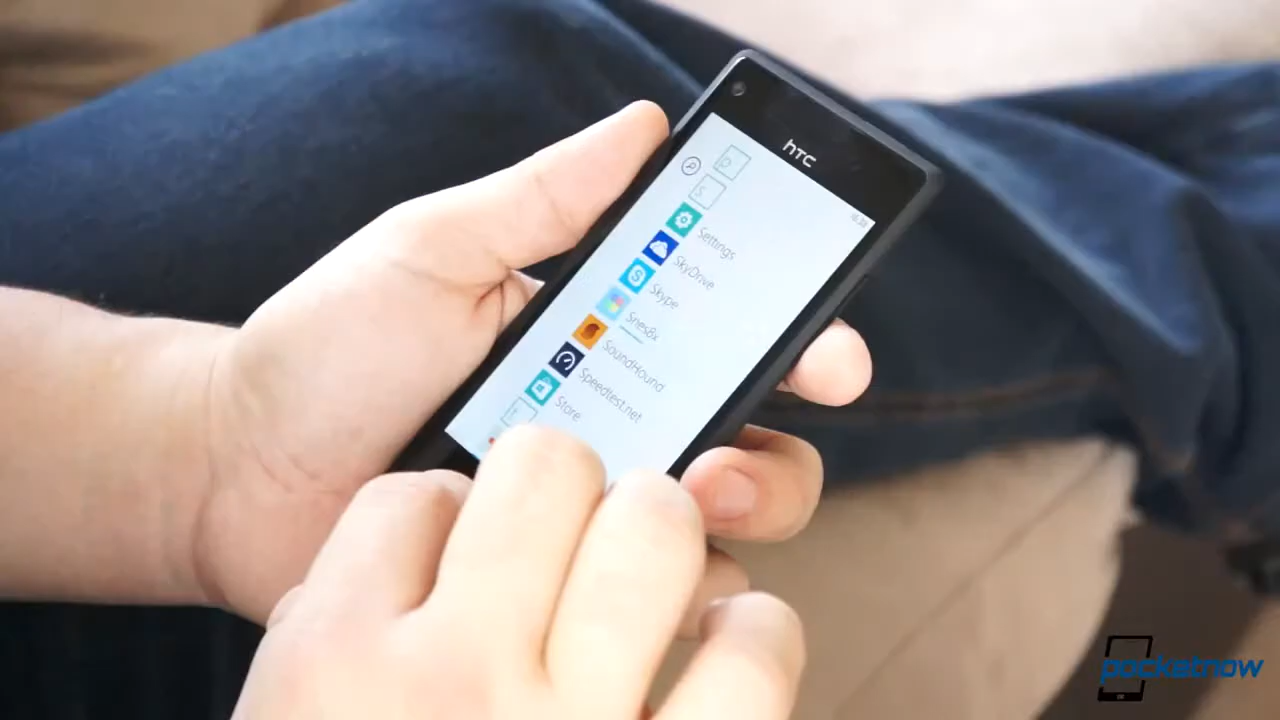 hTC
S
Settings
SkyDrive
Skype
Snes8x
SoundHound
Speedtest.net
Store
t
pocketnow